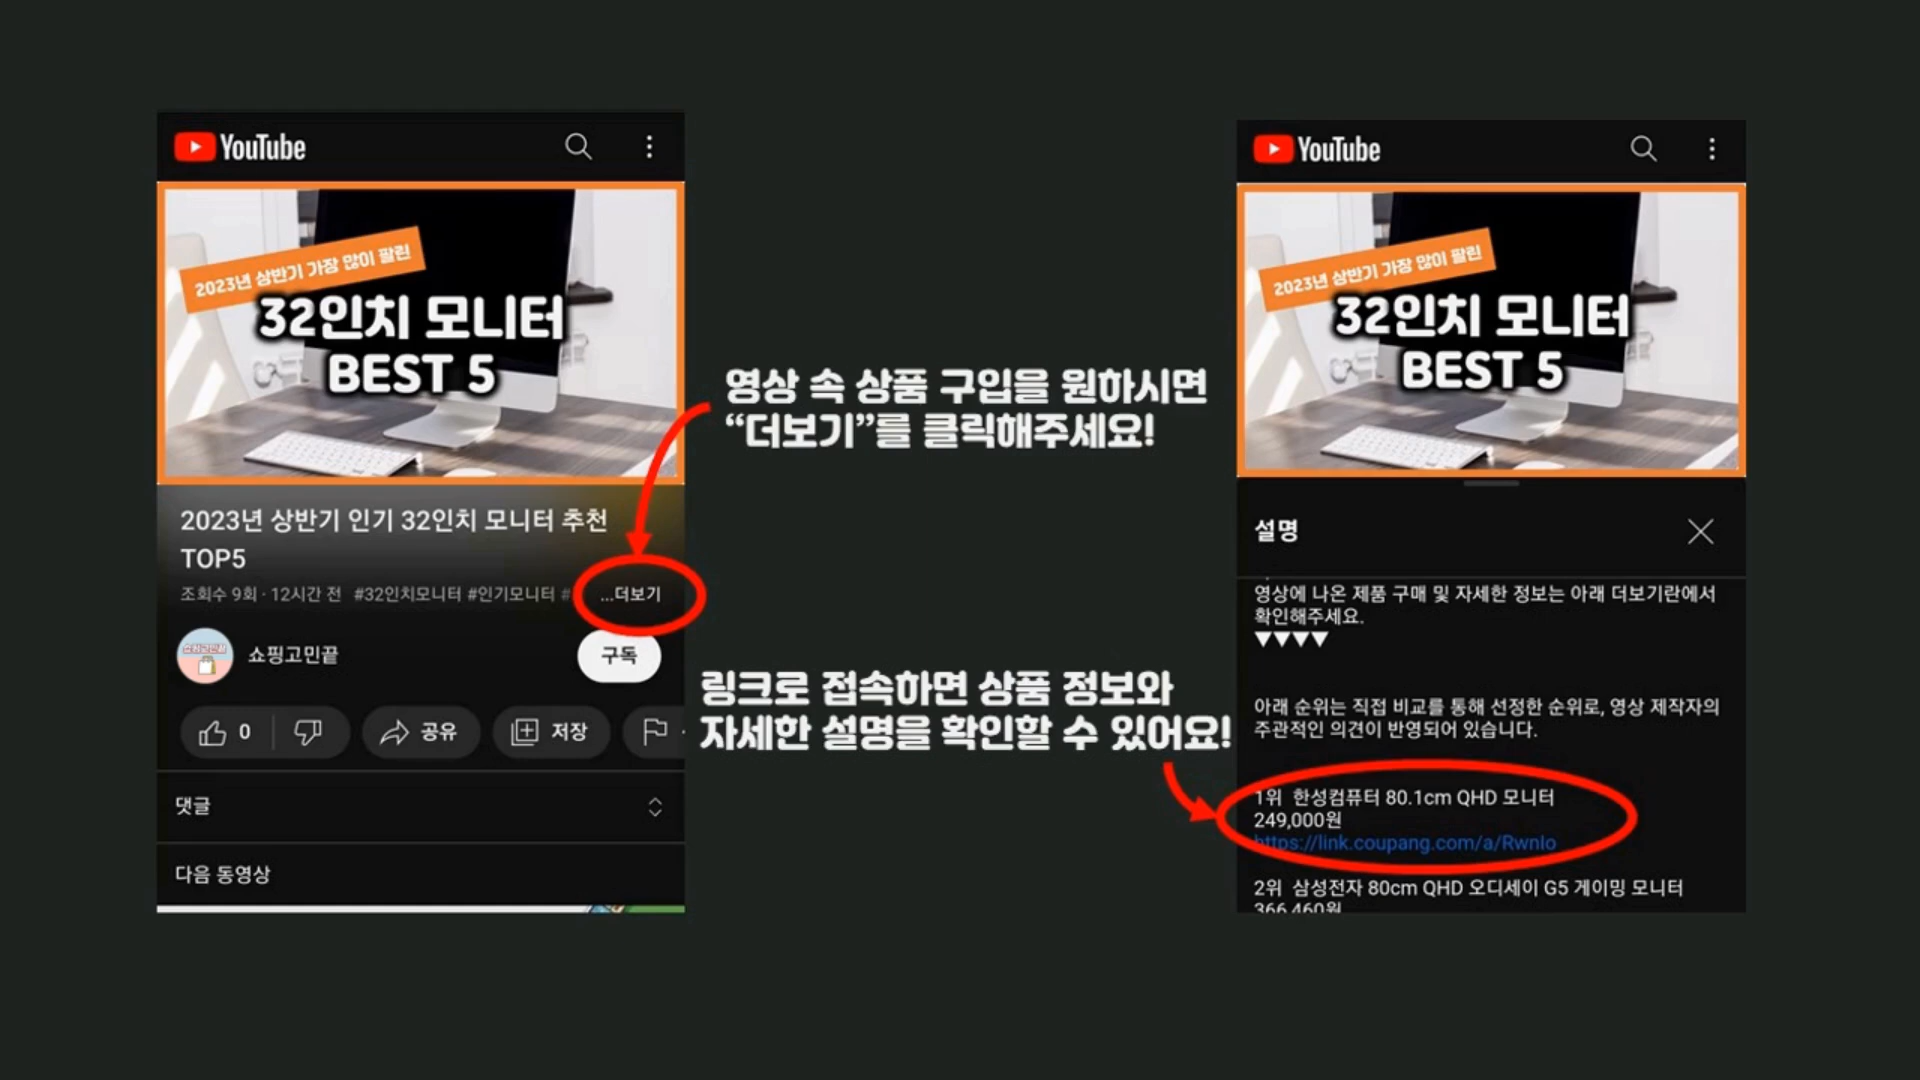 YouTube
2023년 상반기 가장 많이 팔린
32인치 모니터
BEST 5
2023년 상반기 인기 32인치 모니터 추천
TOP5
조회수 9회 · 12시간 전 #32인치모니터 #인기모니터 # ...더보기
쇼핑고민끝
쇼핑고민끝
구독
0
공유
저장
댓글
다음 동영상
영상 속 상품 구입을 원하시면
“더보기”를 클릭해주세요!
링크로 접속하면 상품 정보와
자세한 설명을 확인할 수 있어요!
YouTube
2023년 상반기 가장 많이 팔린
32인치 모니터
BEST 5
설명
영상에 나온 제품 구매 및 자세한 정보는 아래 더보기란에서
확인해주세요.
▼▼▼▼
아래 순위는 직접 비교를 통해 선정한 순위로, 영상 제작자의
주관적인 의견이 반영되어 있습니다.
1위 한성컴퓨터 80.1cm QHD 모니터
249,000원
https://link.coupang.com/a/RwnIo
2위 삼성전자 80cm QHD 오디세이 G5 게이밍 모니터
366,460원